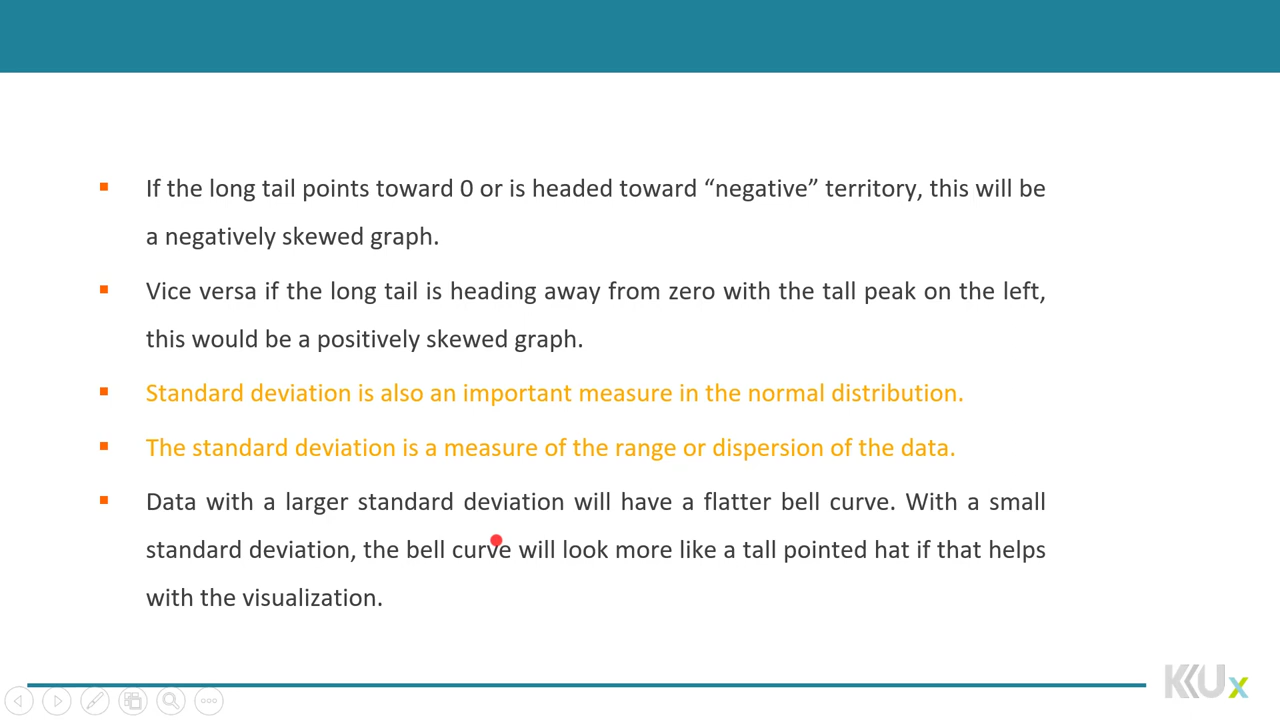 If the long tail points toward 0 or is headed toward “negative” territory, this will be
a negatively skewed graph.
Vice versa if the long tail is heading away from zero with the tall peak on the left,
this would be a positively skewed graph.
Standard deviation is also an important measure in the normal distribution.
The standard deviation is a measure of the range or dispersion of the data.
Data with a larger standard deviation will have a flatter bell curve. With a small
standard deviation, the bell curve will look more like a tall pointed hat if that helps
with the visualization.
KKUx